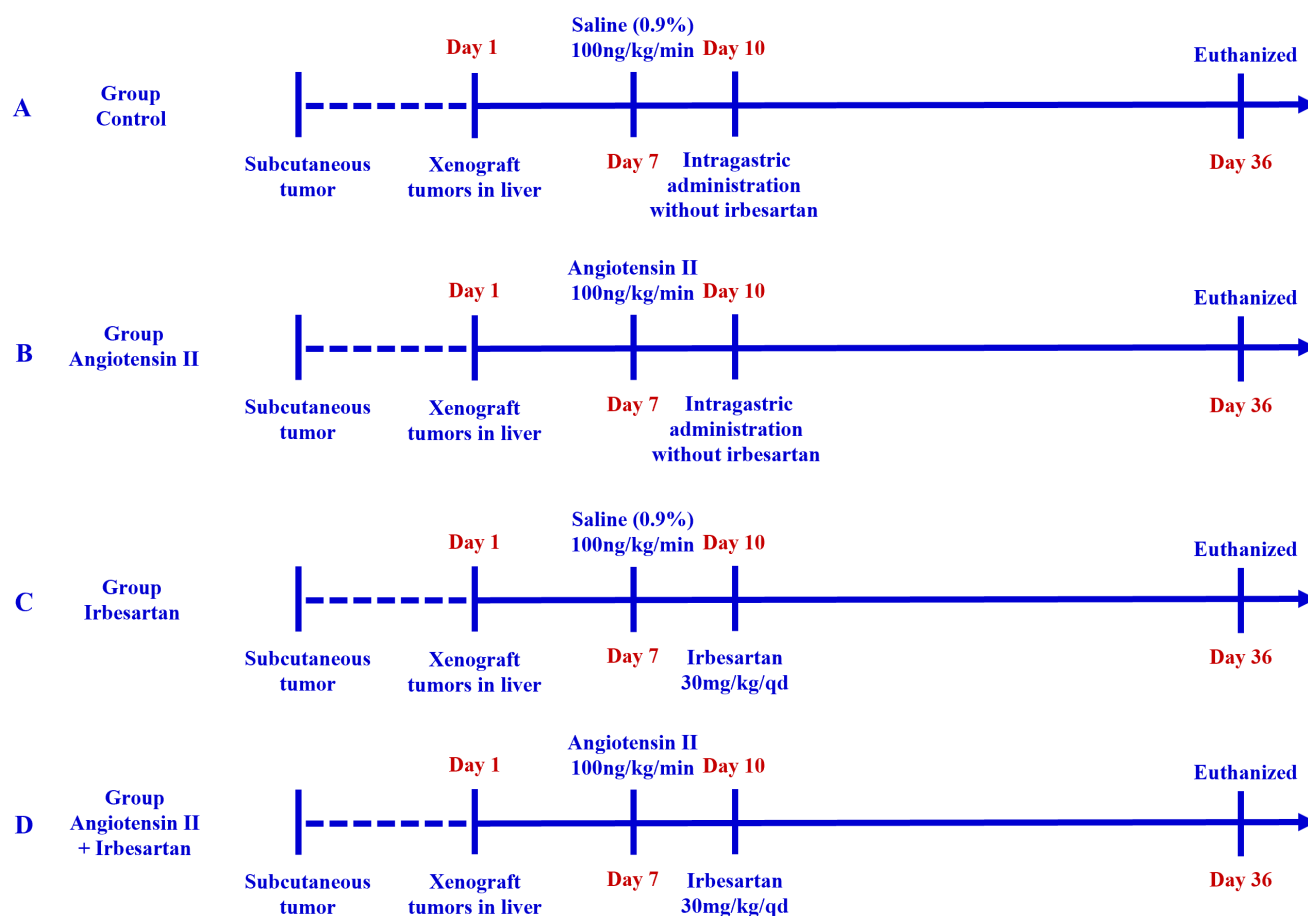 Saline (0.9%)
Day 1
100ng/kg/min
Day 10
Euthanized
A
Group
Control
Subcutaneous
tumor
Xenograft
tumors in liver
Day 7
Intragastric
administration
without irbesartan
Day 36
Angiotensin II
Day 1
100ng/kg/min
Day 10
Euthanized
B
Group
Angiotensin II
Subcutaneous
tumor
Xenograft
tumors in liver
Day 7
Intragastric
administration
without irbesartan
Day 36
Saline (0.9%)
Day 1
100ng/kg/min
Day 10
Euthanized
C
Group
Irbesartan
Subcutaneous
tumor
Xenograft
tumors in liver
Day 7
Irbesartan
30mg/kg/qd
Day 36
Angiotensin II
Day 1
100ng/kg/min
Day 10
Euthanized
D
Group
Angiotensin II
+ Irbesartan
Subcutaneous
tumor
Xenograft
tumors in liver
Day 7
Irbesartan
30mg/kg/qd
Day 36